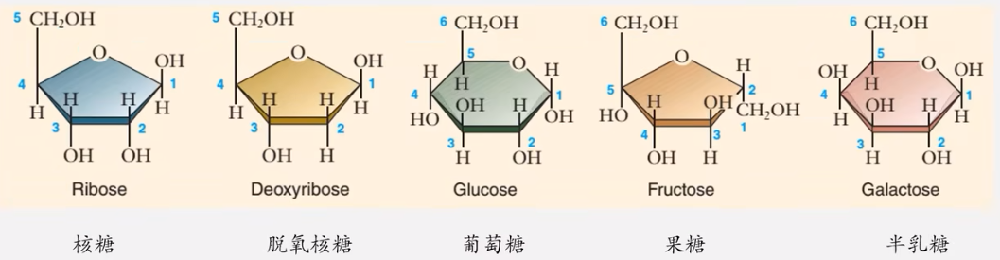 5 CH₂OH
O
OH
4
1
H
H
H
H
3
2
OH
OH
Ribose
核糖
5 CH₂OH
O
OH
4
1
H
H
H
H
3
2
OH
H
Deoxyribose
脱氧核糖
6 CH₂OH
5
O
H
H
H
4
1
OH
H
HO
OH
3
2
H
OH
Glucose
葡萄糖
6 CH₂OH
O
H
5
2
H
OH
CH₂OH
HO
1
4
3
OH
H
Fructose
果糖
6 CH₂OH
5
O
OH
OH
H
4
1
OH
H
H
H
3
2
H
OH
Galactose
半乳糖